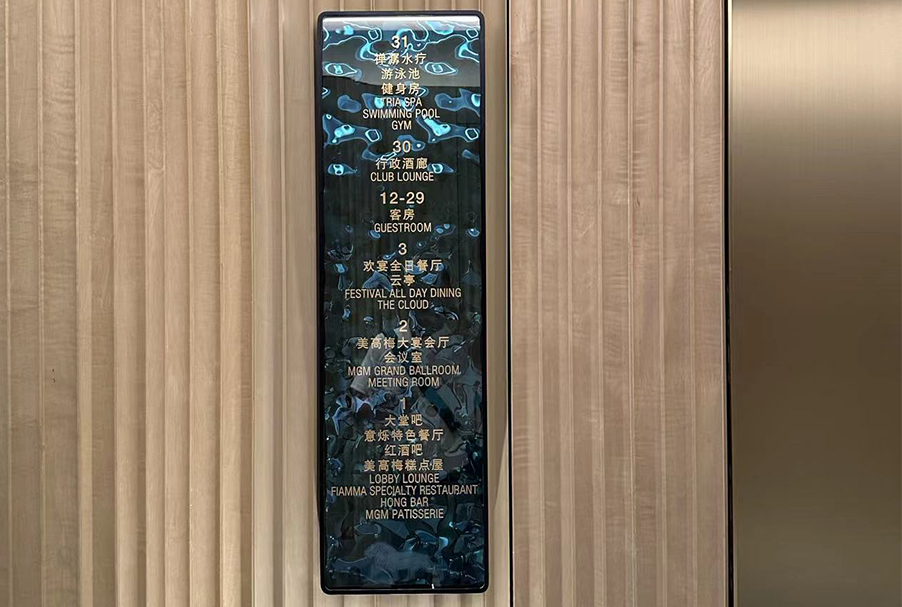 31
禅潺水疗
游泳池
健身房
TRIA SPA
SWIMMING POOL
GYM
30
行政酒廊
CLUB LOUNGE
12-29
客房
GUESTROOM
3
欢宴全日餐厅
云亭
FESTIVAL ALL DAY DINING
THE CLOUD
2
美高梅大宴会厅
会议室
MGM GRAND BALLROOM
MEETING ROOM
1
大堂吧
意烁特色餐厅
红酒吧
美高梅糕点屋
LOBBY LOUNGE
FIAMMA SPECIALTY RESTAURANT
HONG BAR
MGM PATISSERIE